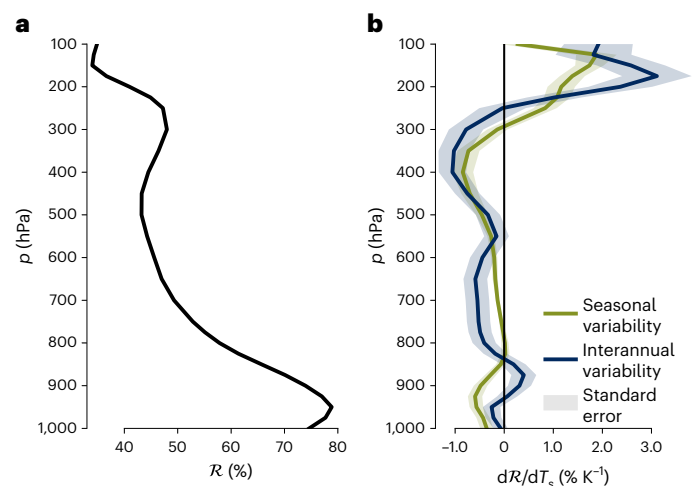 a
100
200
300
400
500
600
700
800
900
1,000
p (hPa)
40 50 60 70 80
ℛ (%)
b
100
200
300
400
500
600
700
800
900
1,000
p (hPa)
Seasonal
variability
Interannual
variability
Standard
error
–1.0 0 1.0 2.0 3.0
dℛ/dTₛ (% K⁻¹)